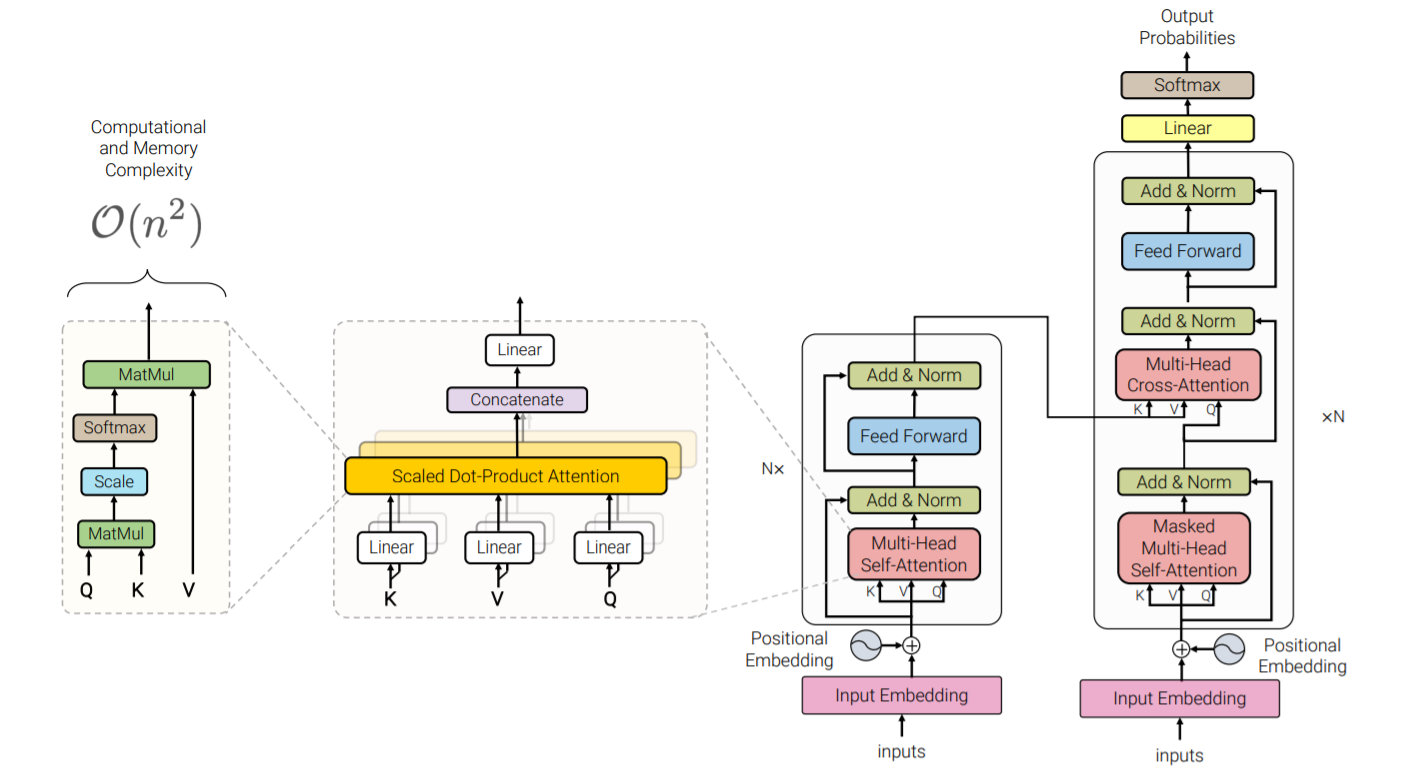 Computational
and Memory
Complexity
O(n²)
MatMul
Softmax
Scale
MatMul
Q K V
Linear
Concatenate
Scaled Dot-Product Attention
Linear Linear Linear
K V Q
N×
Add & Norm
Feed Forward
Add & Norm
Multi-Head
Self-Attention
K V Q
Positional
Embedding
Input Embedding
inputs
Output
Probabilities
Softmax
Linear
Add & Norm
Feed Forward
Add & Norm
Multi-Head
Cross-Attention
K V Q
×N
Add & Norm
Masked
Multi-Head
Self-Attention
K V Q
Positional
Embedding
Input Embedding
inputs